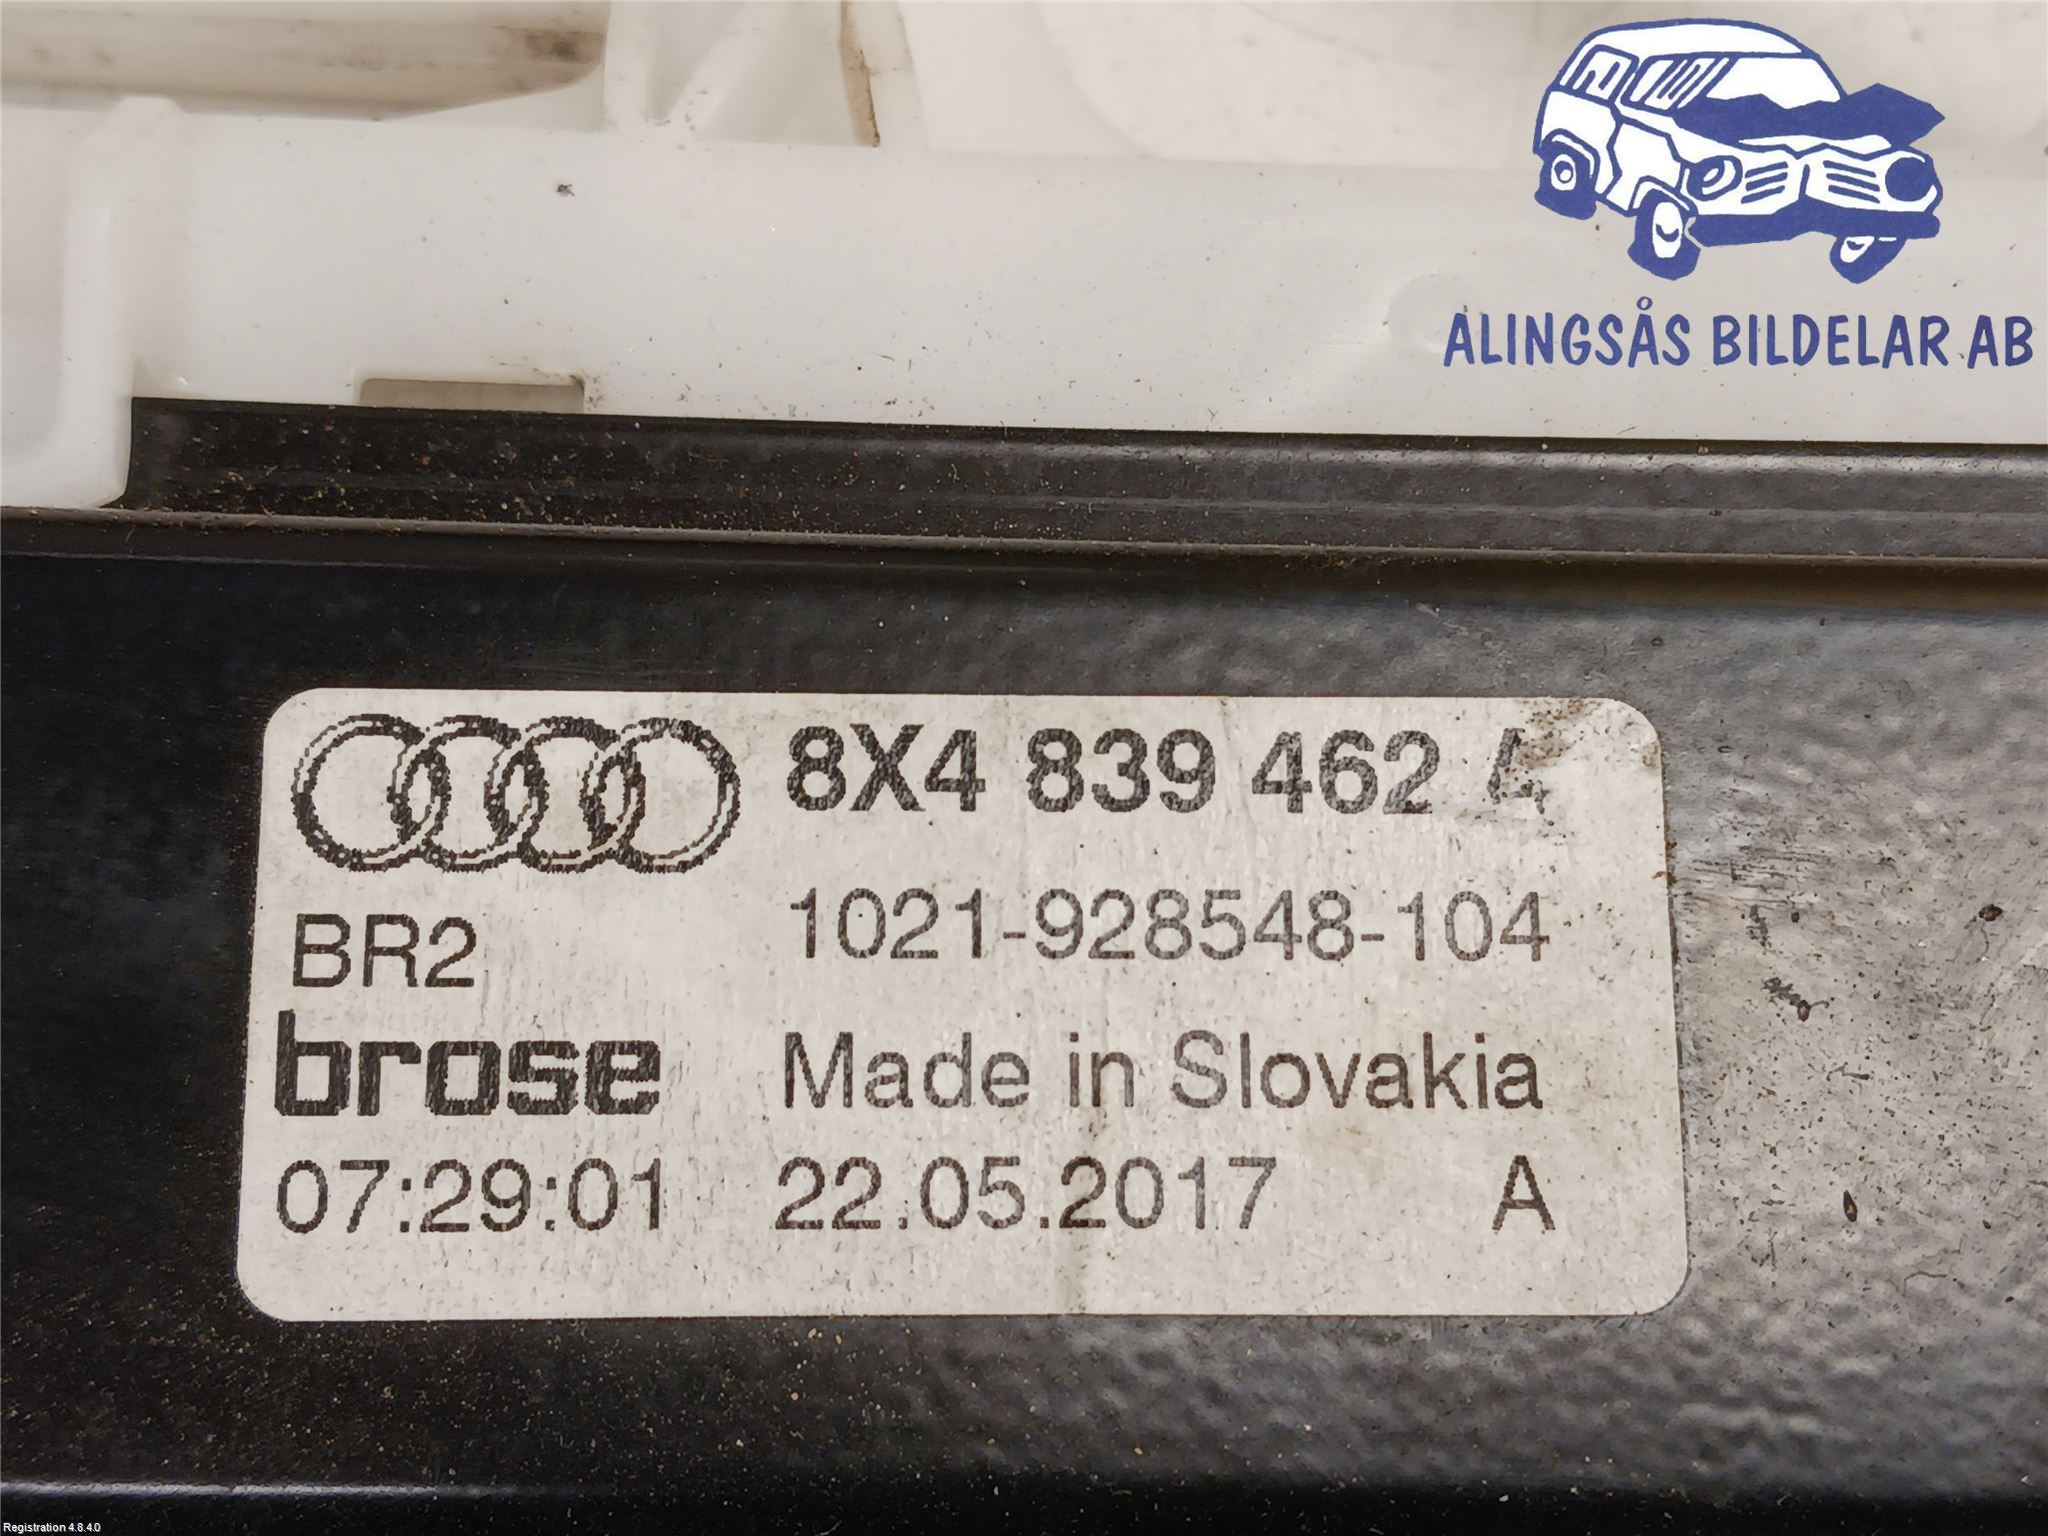 ALINGSÅS BILDELAR AB
8X4 839 462
1021-928548-104
BR2
brose
Made in Slovakia
07:29:01 22.05.2017 A
Registration 4.8.4.0